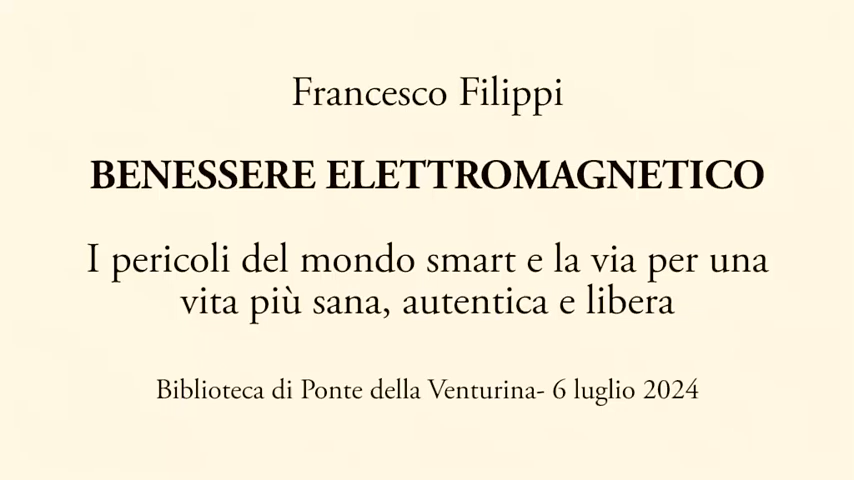 Francesco Filippi
BENESSERE ELETTROMAGNETICO
I pericoli del mondo smart e la via per una
vita più sana, autentica e libera
Biblioteca di Ponte della Venturina- 6 luglio 2024